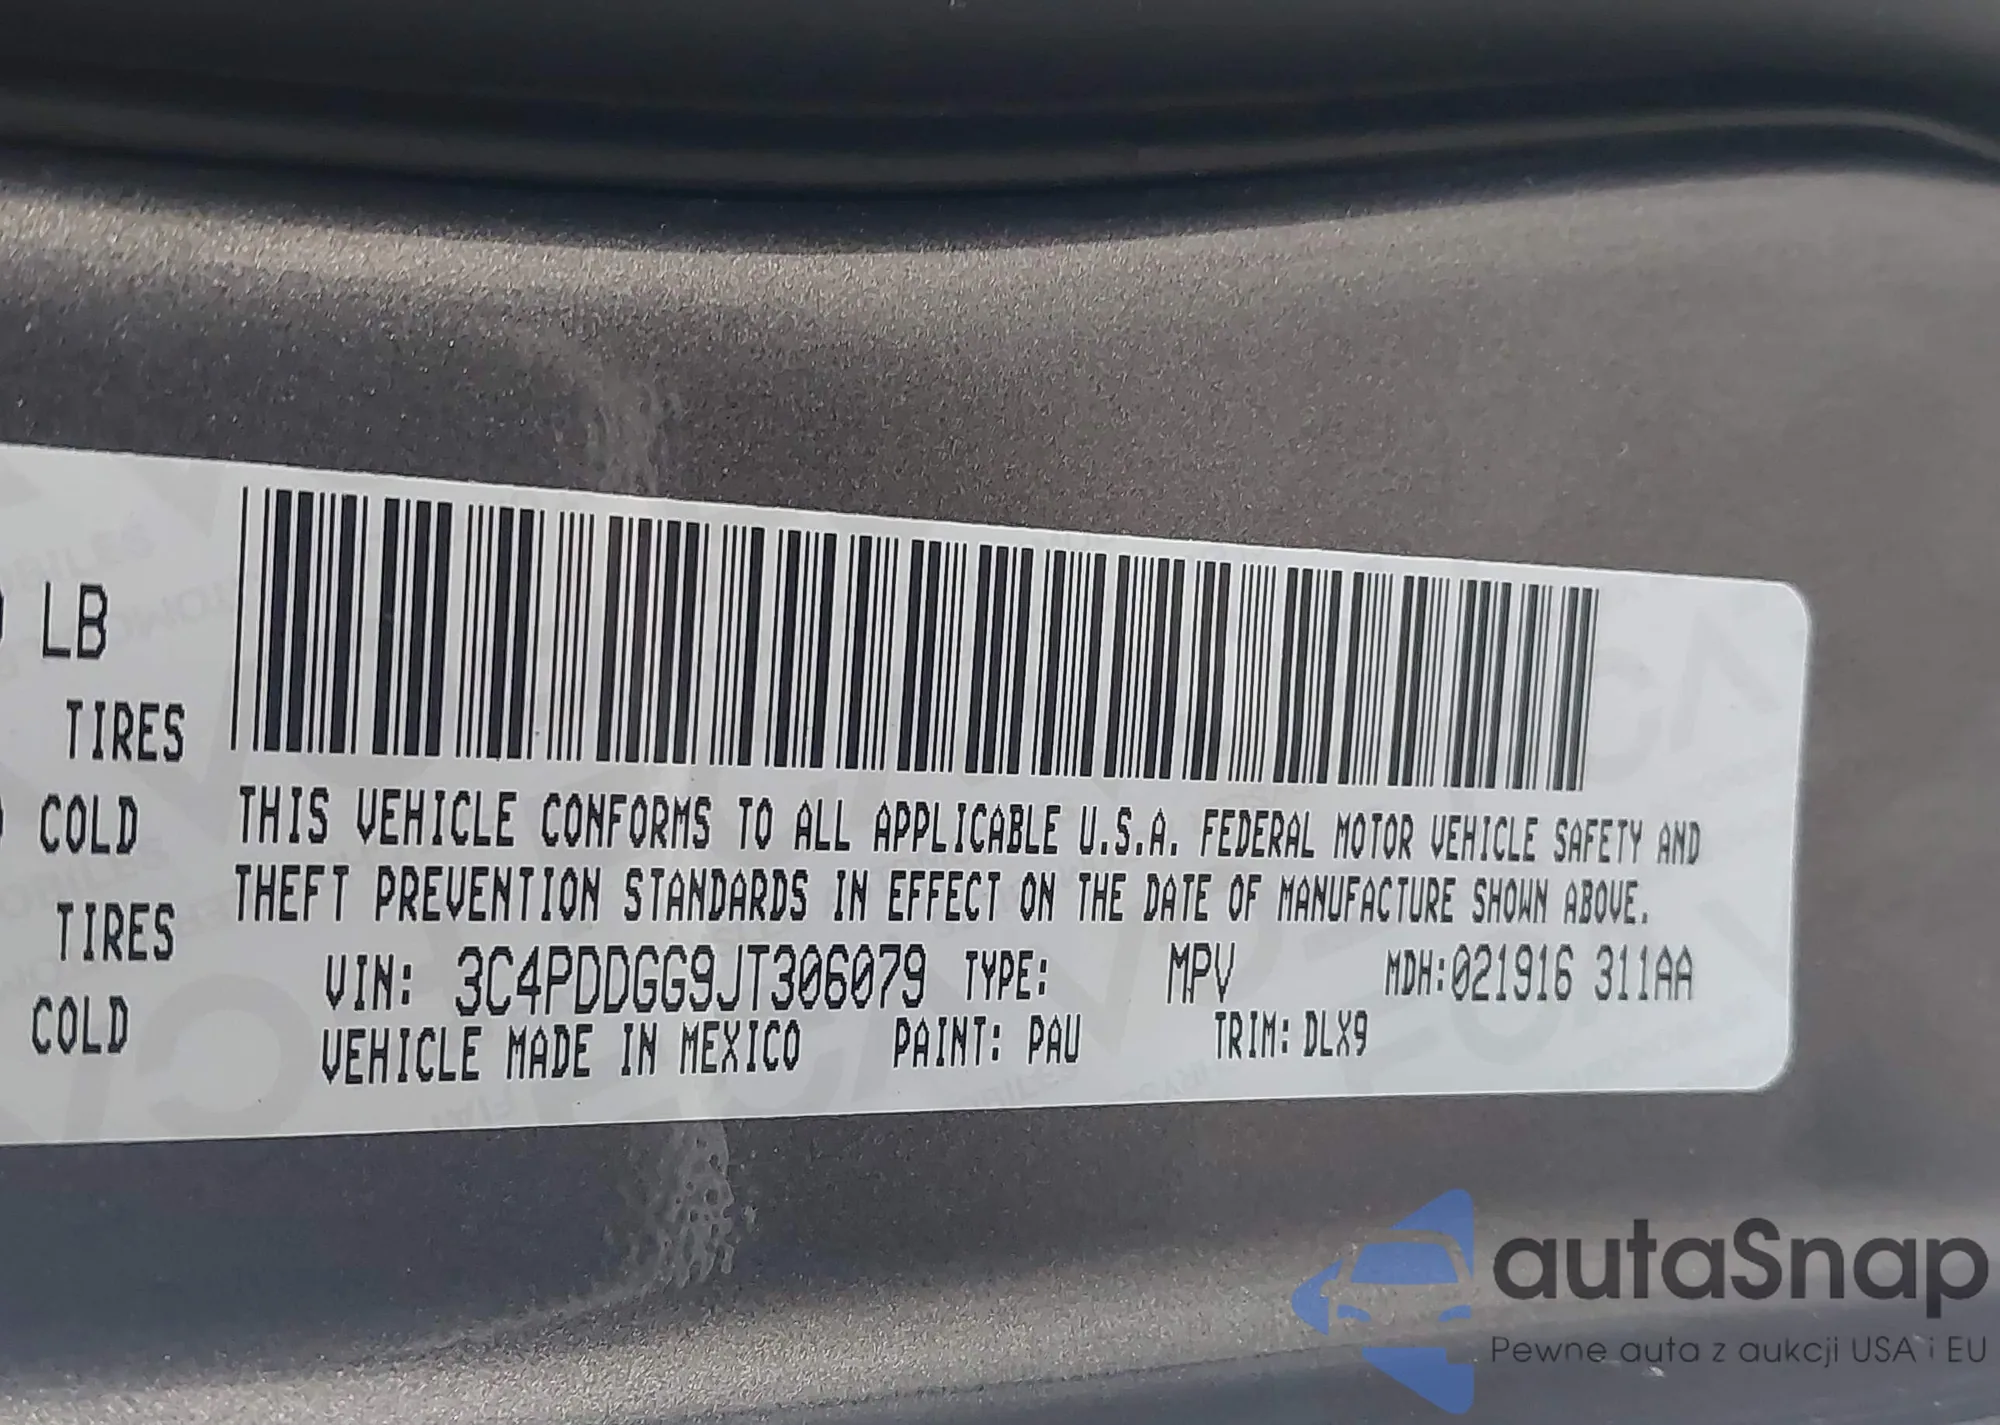 LB
TIRES
COLD
TIRES
COLD
THIS VEHICLE CONFORMS TO ALL APPLICABLE U.S.A. FEDERAL MOTOR VEHICLE SAFETY AND
THEFT PREVENTION STANDARDS IN EFFECT ON THE DATE OF MANUFACTURE SHOWN ABOVE.
VIN: 3C4PDDGG9JT306079 TYPE: MPV MDH:021916 311AA
VEHICLE MADE IN MEXICO PAINT: PAU TRIM: DLX9
autaSnap
Pewne auta z aukcji USA i EU